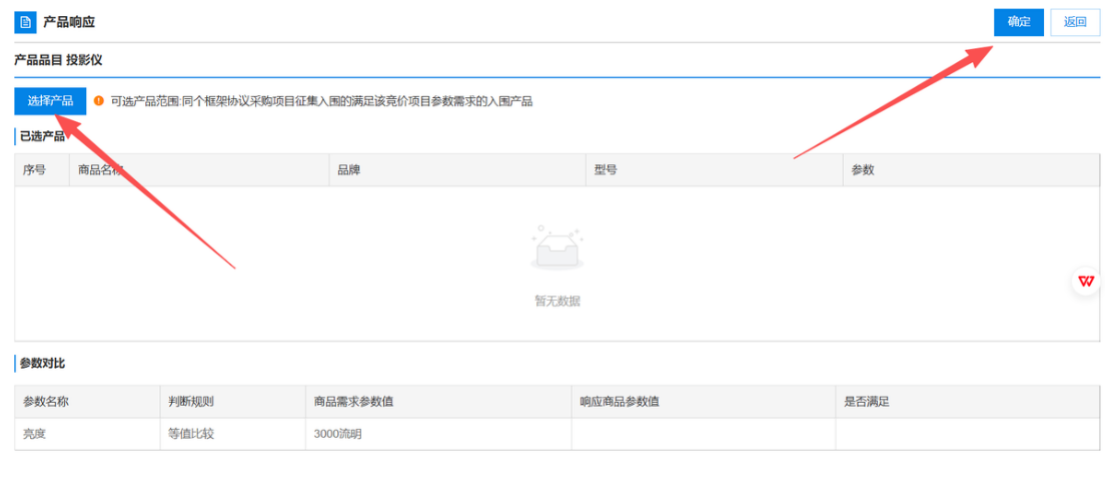 产品响应 确定 返回
产品品目 投影仪
选择产品 可选产品范围:同个框架协议采购项目征集入围的满足该竞价项目参数需求的入围产品
已选产品
序号 商品名称 品牌 型号 参数
暂无数据
参数对比
参数名称 判断规则 商品需求参数值 响应商品参数值 是否满足
亮度 等值比较 3000流明